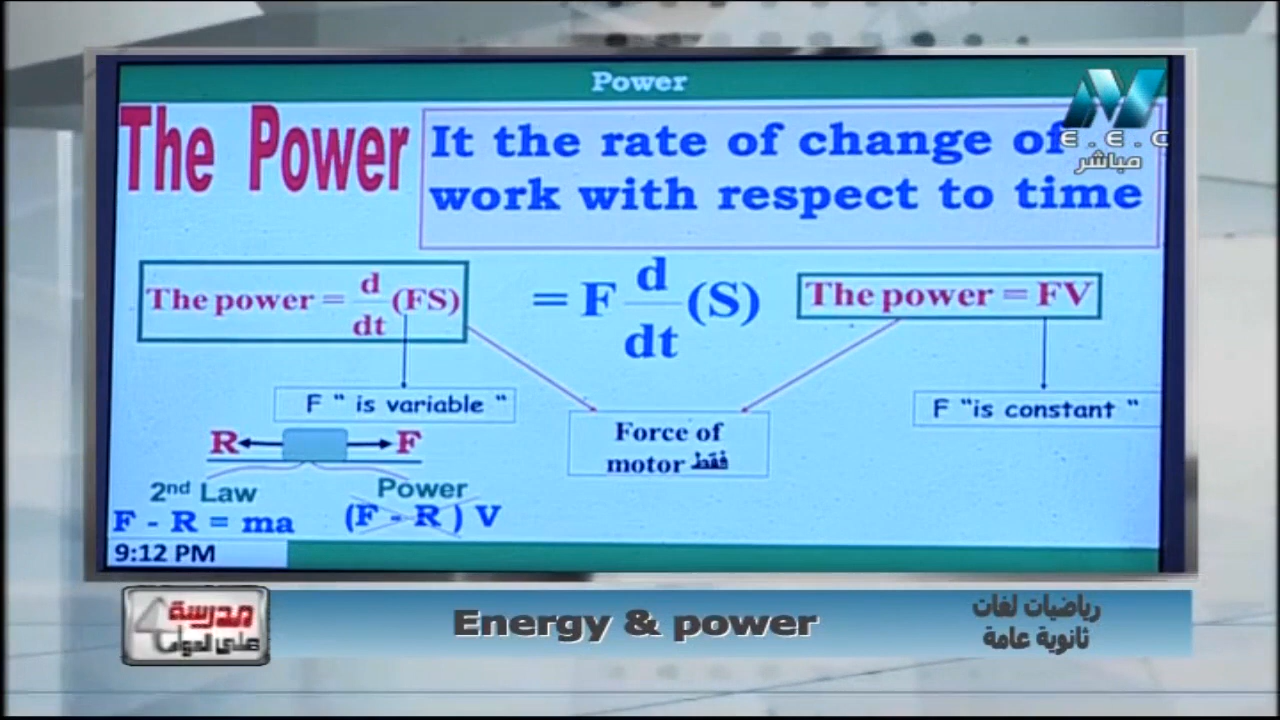 Power
E . E . C
مباشر
The Power
It the rate of change of
work with respect to time
The power = d/dt (FS)
= F d/dt (S)
The power = FV
F " is variable "
F "is constant "
Force of
motor فقط
R F
2nd Law
Power
F - R = ma
(F - R ) V
9:12 PM
مدرسة
على الهواء
Energy & power
رياضيات لغات
ثانوية عامة